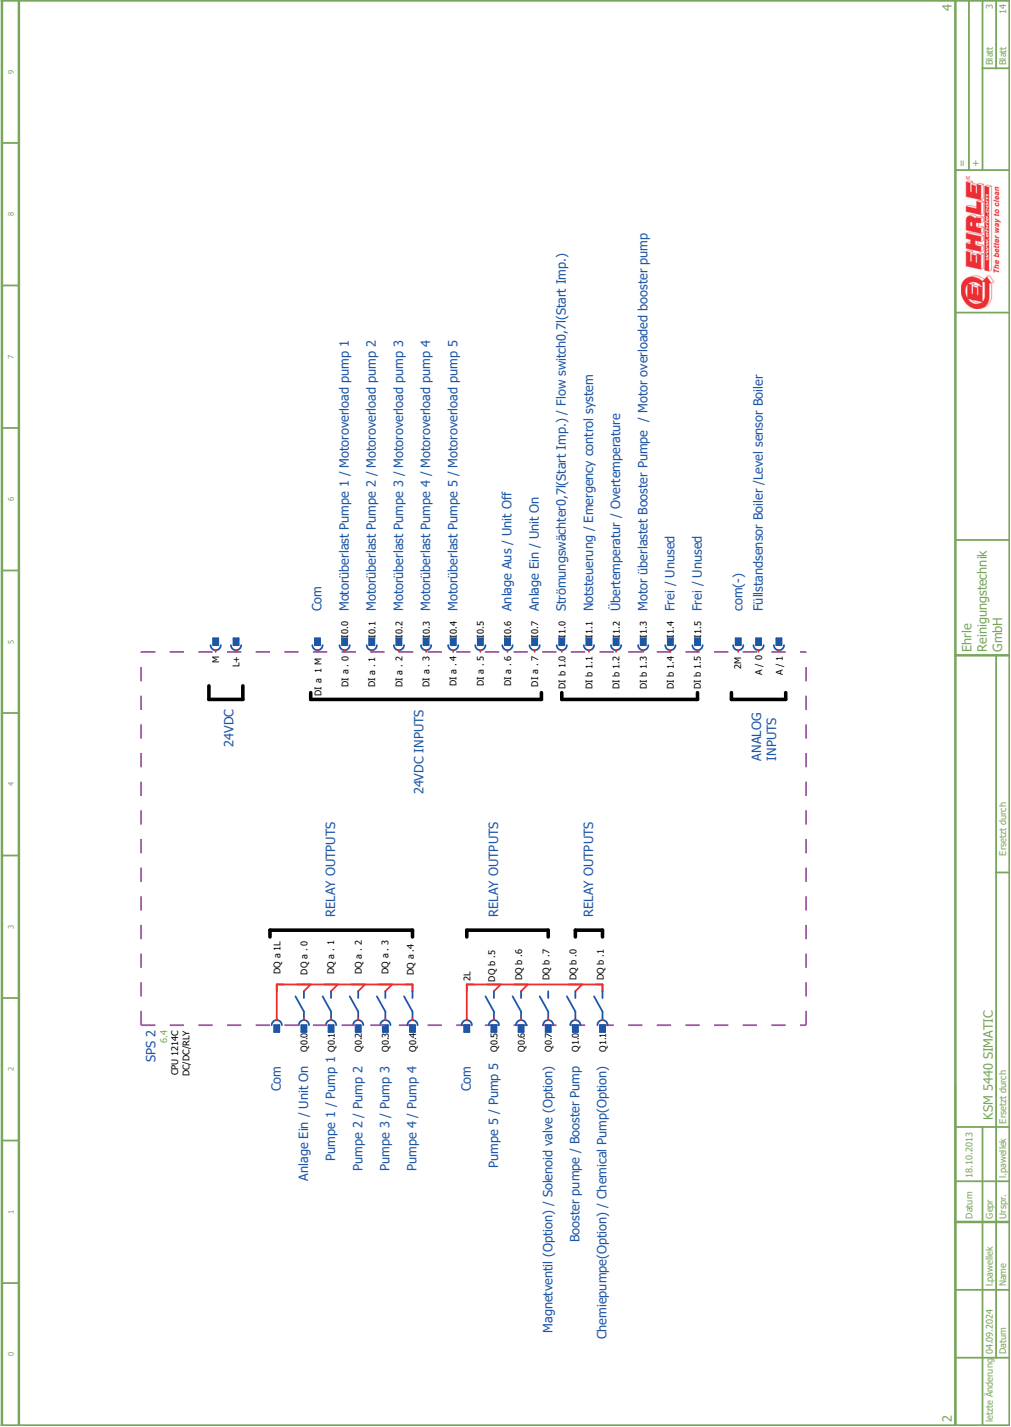 0
1
2
3
4
5
6
7
8
9
SPS 2
6.4
CPU 1214C
DC/DC/RLY
24VDC
M
L+
24VDC INPUTS
DI a 1 M
Com
DI a . 0
I0.0
Motorüberlast Pumpe 1 / Motoroverload pump 1
DI a . 1
I0.1
Motorüberlast Pumpe 2 / Motoroverload pump 2
DI a . 2
I0.2
Motorüberlast Pumpe 3 / Motoroverload pump 3
DI a . 3
I0.3
Motorüberlast Pumpe 4 / Motoroverload pump 4
DI a . 4
I0.4
Motorüberlast Pumpe 5 / Motoroverload pump 5
DI a . 5
I0.5
DI a . 6
I0.6
Anlage Aus / Unit Off
DI a . 7
I0.7
Anlage Ein / Unit On
DI b 1.0
I1.0
Strömungswächter0,7l(Start Imp.) / Flow switch0,7l(Start Imp.)
DI b 1.1
I1.1
Notsteuerung / Emergency control system
DI b 1.2
I1.2
Übertemperatur / Overtemperature
DI b 1.3
I1.3
Motor überlastet Booster Pumpe / Motor overloaded booster pump
DI b 1.4
I1.4
Frei / Unused
DI b 1.5
I1.5
Frei / Unused
ANALOG
INPUTS
2M
com(-)
A / 0
Füllstandsensor Boiler /Level sensor Boiler
A / 1
Com
DQ a 1L
RELAY OUTPUTS
Anlage Ein / Unit On
Q0.0
DQ a . 0
Pumpe 1 / Pump 1
Q0.1
DQ a . 1
Pumpe 2 / Pump 2
Q0.2
DQ a . 2
Pumpe 3 / Pump 3
Q0.3
DQ a . 3
Pumpe 4 / Pump 4
Q0.4
DQ a .4
Com
2L
RELAY OUTPUTS
Pumpe 5 / Pump 5
Q0.5
DQ b .5
Q0.6
DQ b .6
Magnetventil (Option) / Solenoid valve (Option)
Q0.7
DQ b .7
RELAY OUTPUTS
Booster pumpe / Booster Pump
Q1.0
DQ b .0
Chemiepumpe(Option) / Chemical Pump(Option)
Q1.1
DQ b .1
2
4
letzte Änderung
04.09.2024
Datum
I.pawellek
Name
Datum
18.10.2013
Gepr
Urspr.
I.pawellek
KSM 5440 SIMATIC
Ersetzt durch
Ersetzt durch
Ehrle
Reinigungstechnik
GmbH
E EHRLE
The better way to clean
=
+
Blatt 3
Blatt 14